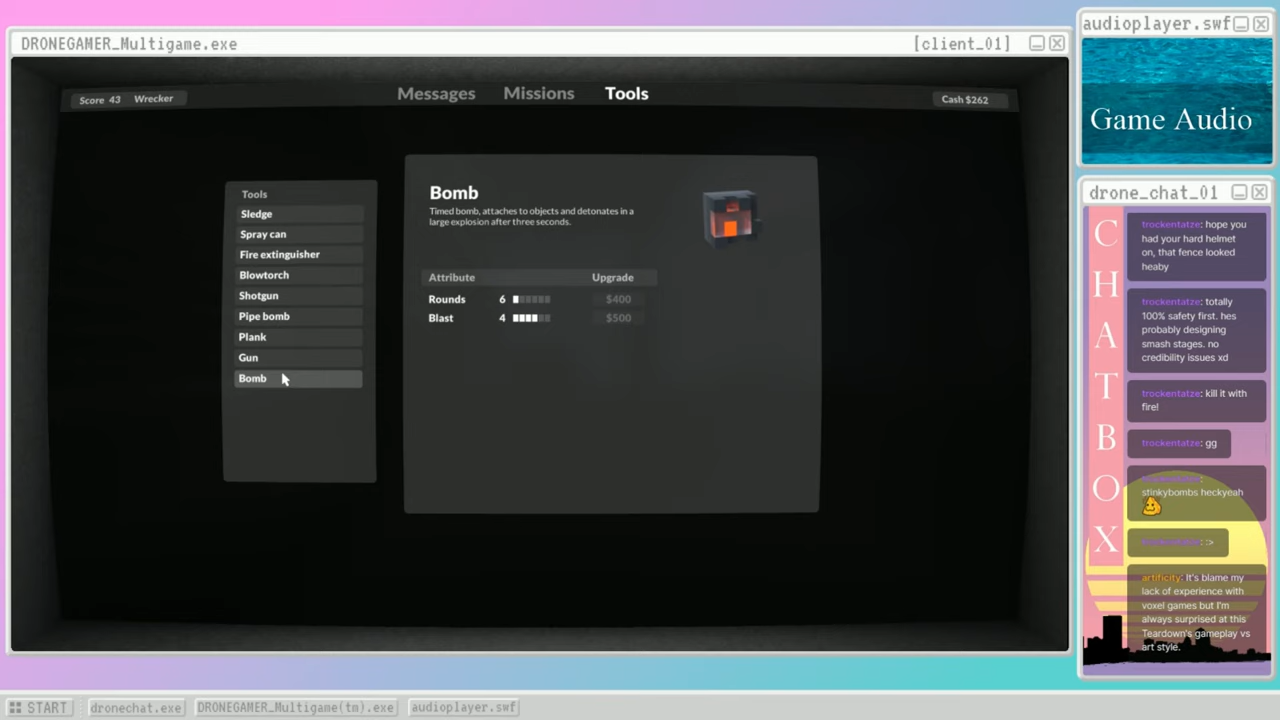 DRONEGAMER_Multigame.exe
[client_01]
Score 43 Wrecker
Messages Missions Tools
Cash $262
Tools
Sledge
Spray can
Fire extinguisher
Blowtorch
Shotgun
Pipe bomb
Plank
Gun
Bomb
Bomb
Timed bomb, attaches to objects and detonates in a
large explosion after three seconds.
Attribute Upgrade
Rounds 6 $400
Blast 4 $500
audioplayer.swf
Game Audio
drone_chat_01
CHATBOX
trockentatze: hope you
had your hard helmet
on, that fence looked
heaby
trockentatze: totally
100% safety first. hes
probably designing
smash stages. no
credibility issues xd
trockentatze: kill it with
fire!
trockentatze: gg
trockentatze:
stinkybombs heckyeah
trockentatze: :>
artificity: It's blame my
lack of experience with
voxel games but I'm
always surprised at this
Teardown's gameplay vs
art style.
START
dronechat.exe
DRONEGAMER_Multigame(tm).exe
audioplayer.swf